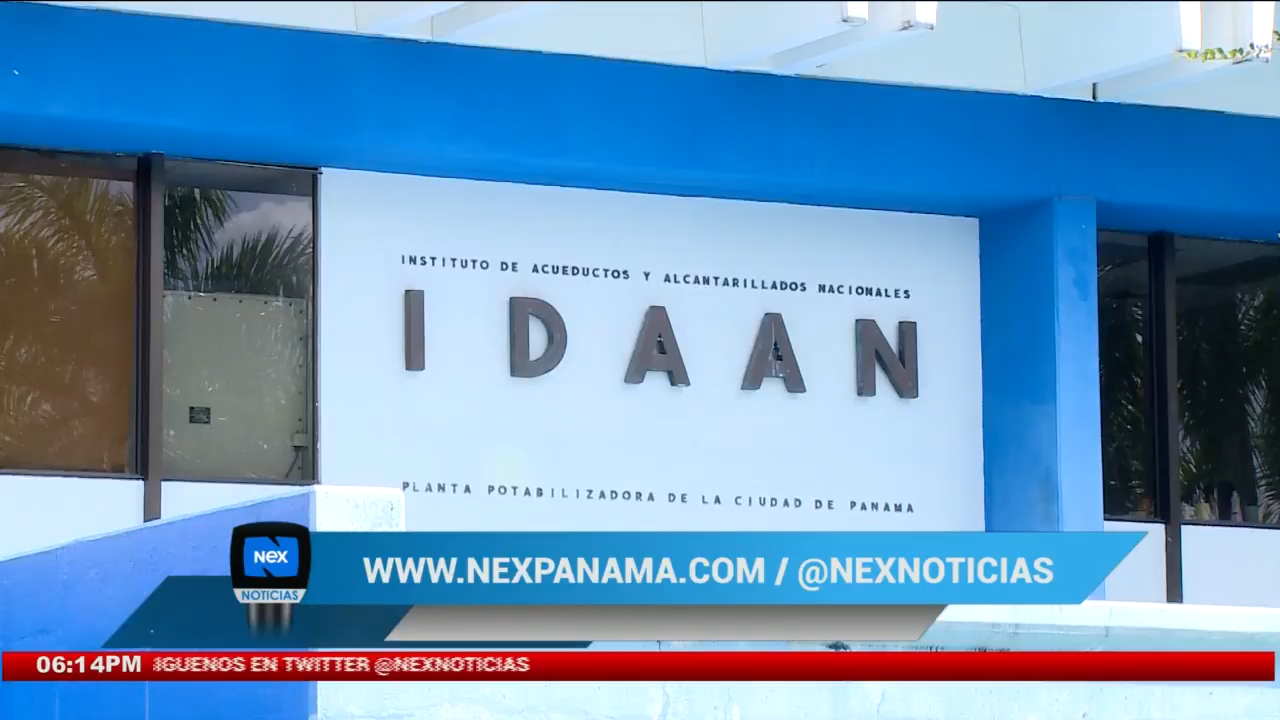 INSTITUTO DE ACUEDUCTOS Y ALCANTARILLADOS NACIONALES
IDAAN
PLANTA POTABILIZADORA DE LA CIUDAD DE PANAMA
nex
NOTICIAS
WWW.NEXPANAMA.COM / @NEXNOTICIAS
06:14PM IGUENOS EN TWITTER @NEXNOTICIAS